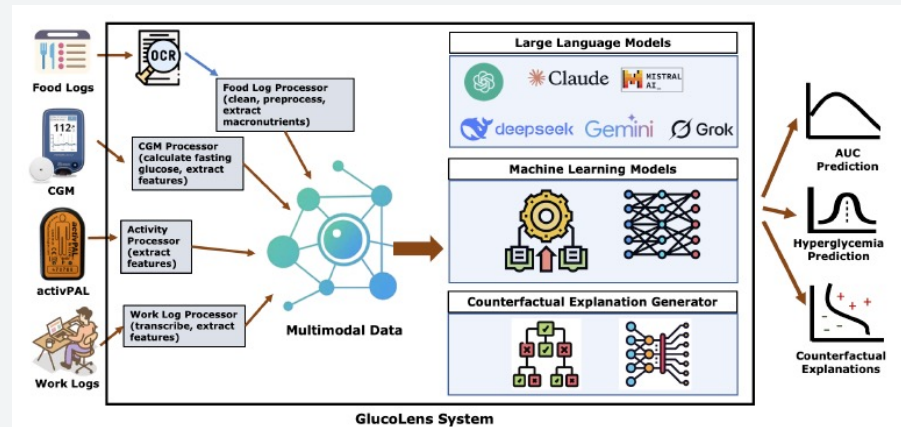 Food Logs
OCR
Food Log Processor
(clean, preprocess,
extract
macronutrients)
112
CGM
CGM Processor
(calculate fasting
glucose, extract
features)
activPAL
activPAL
Activity
Processor
(extract
features)
Work Logs
Work Log Processor
(transcribe, extract
features)
Multimodal Data
Large Language Models
Claude
MISTRAL
AI_
deepseek
Gemini
Grok
Machine Learning Models
Counterfactual Explanation Generator
AUC
Prediction
Hyperglycemia
Prediction
+ + +
- - -
Counterfactual
Explanations
GlucoLens System